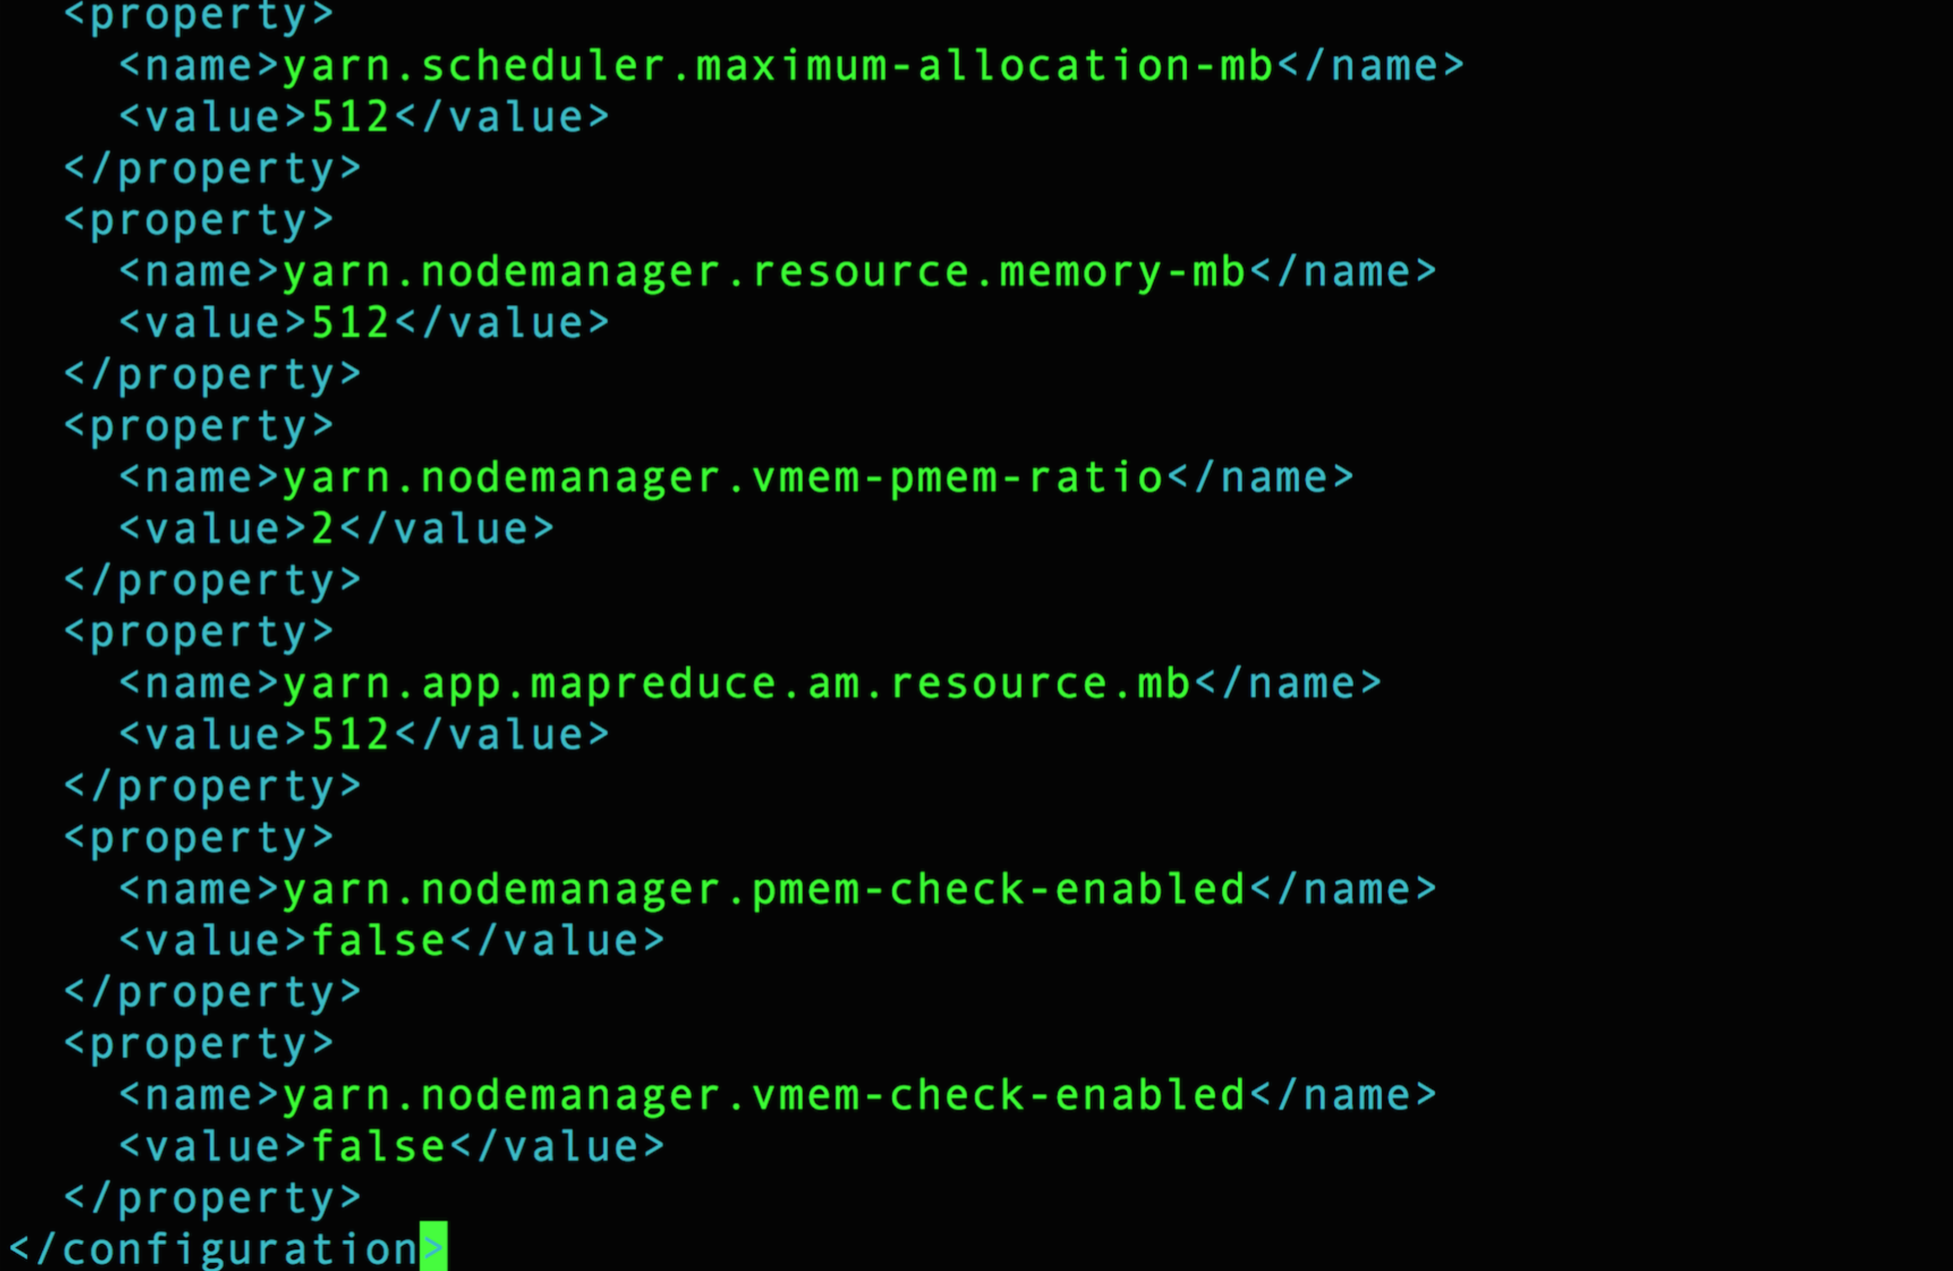 <property>
<name>yarn.scheduler.maximum-allocation-mb</name>
<value>512</value>
</property>
<property>
<name>yarn.nodemanager.resource.memory-mb</name>
<value>512</value>
</property>
<property>
<name>yarn.nodemanager.vmem-pmem-ratio</name>
<value>2</value>
</property>
<property>
<name>yarn.app.mapreduce.am.resource.mb</name>
<value>512</value>
</property>
<property>
<name>yarn.nodemanager.pmem-check-enabled</name>
<value>false</value>
</property>
<property>
<name>yarn.nodemanager.vmem-check-enabled</name>
<value>false</value>
</property>
</configuration>